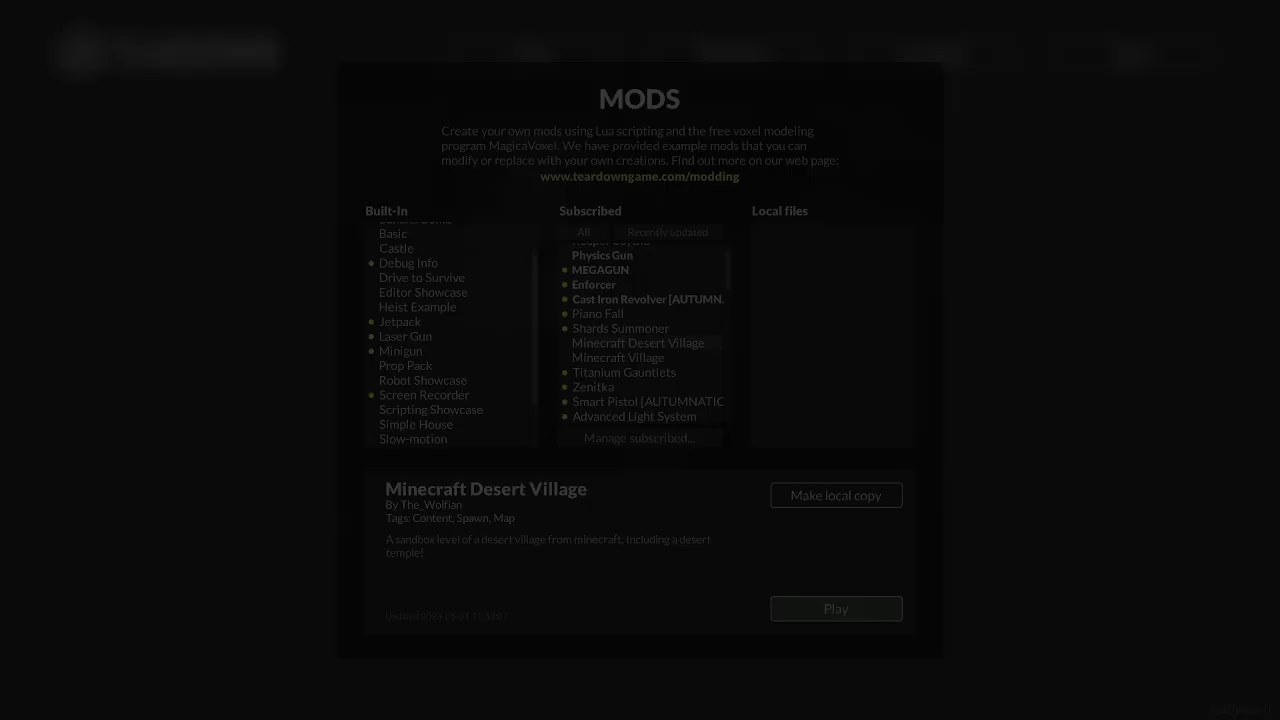 MODS
Create your own mods using Lua scripting and the free voxel modeling
program MagicaVoxel. We have provided example mods that you can
modify or replace with your own creations. Find out more on our web page:
www.teardowngame.com/modding
Built-In
Basic
Castle
Debug Info
Drive to Survive
Editor Showcase
Heist Example
Jetpack
Laser Gun
Minigun
Prop Pack
Robot Showcase
Screen Recorder
Scripting Showcase
Simple House
Slow-motion
Subscribed
All Recently updated
Physics Gun
MEGAGUN
Enforcer
Cast Iron Revolver [AUTUMN.
Piano Fall
Shards Summoner
Minecraft Desert Village
Minecraft Village
Titanium Gauntlets
Zenitka
Smart Pistol [AUTUMNATIC
Advanced Light System
Manage subscribed...
Local files
Minecraft Desert Village
By The_Wolfian
Tags: Content, Spawn, Map
A sandbox level of a desert village from minecraft. Including a desert
temple!
Make local copy
Play